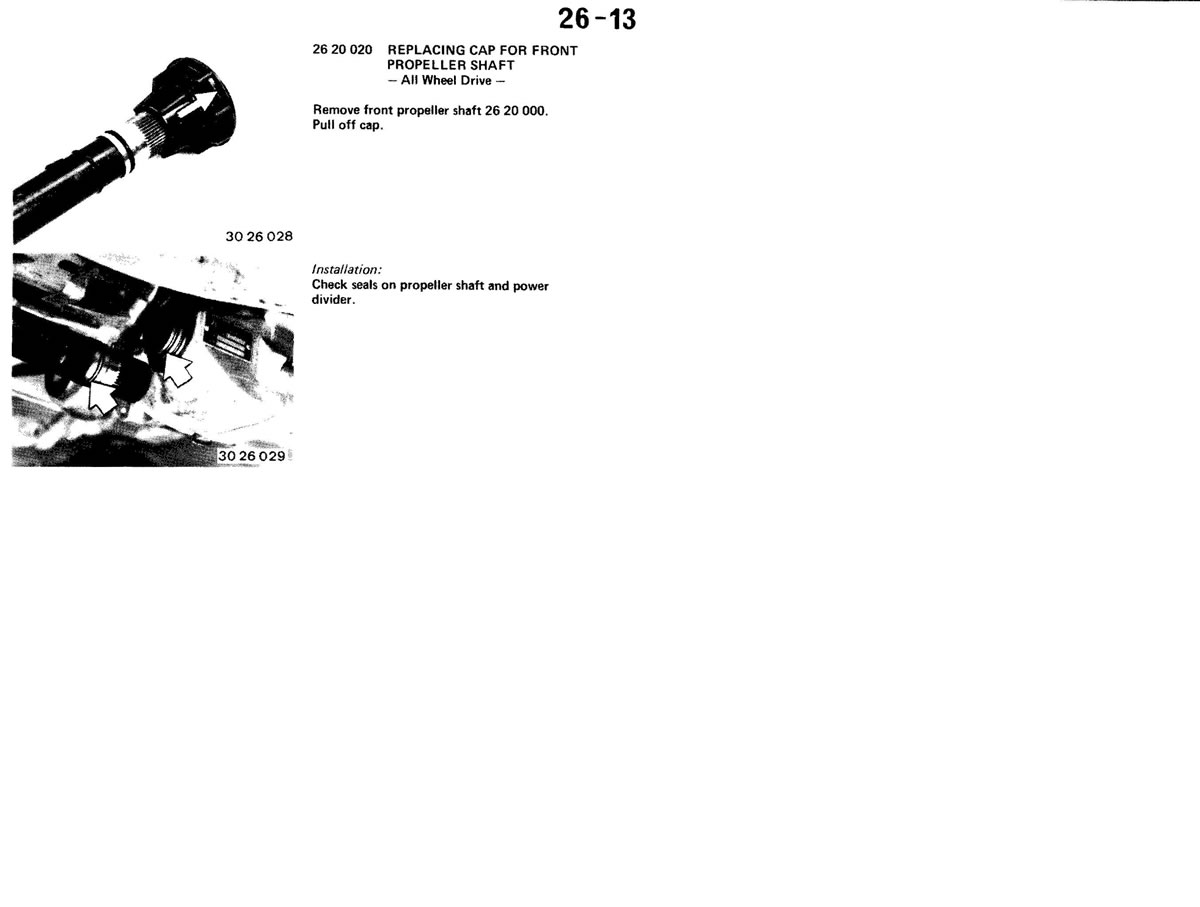 26-13
26 20 020 REPLACING CAP FOR FRONT
PROPELLER SHAFT
— All Wheel Drive —
Remove front propeller shaft 26 20 000.
Pull off cap.
30 26 028
Installation:
Check seals on propeller shaft and power
divider.
30 26 029